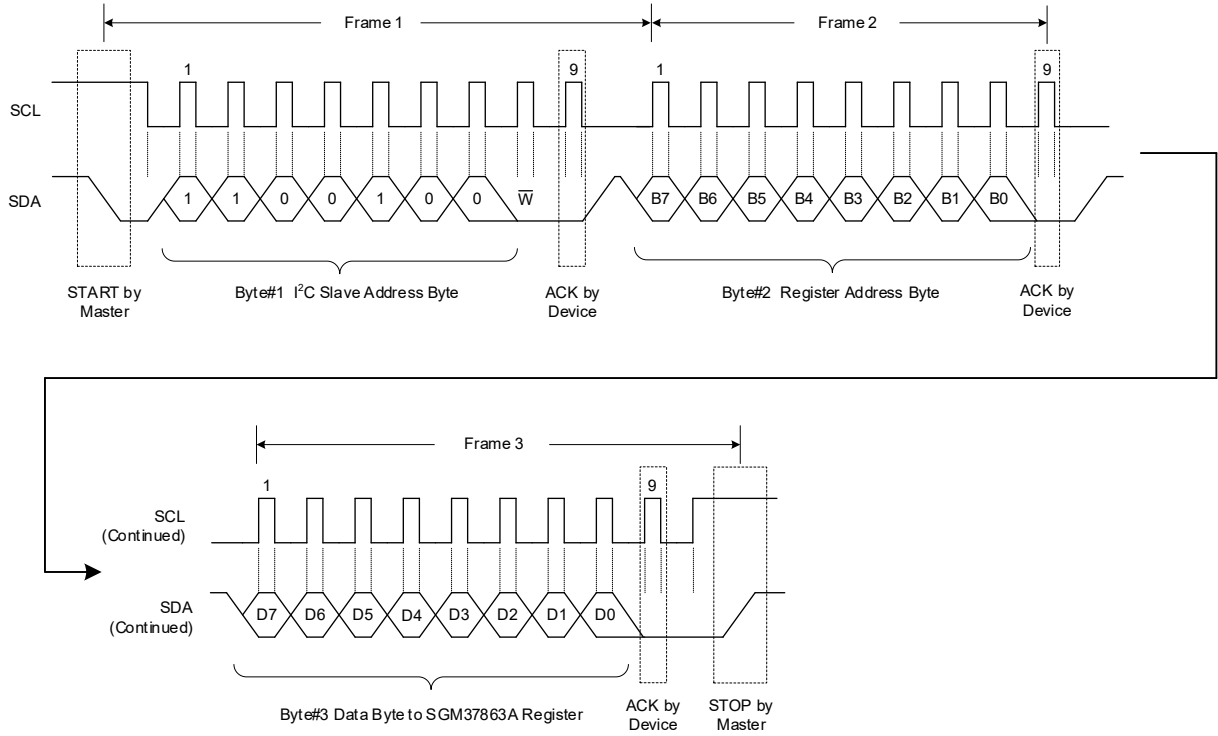 Frame 1
Frame 2
1
9
1
9
SCL
SDA
1 1 0 0 1 0 0 W̅
B7 B6 B5 B4 B3 B2 B1 B0
START by
Master
Byte#1 I²C Slave Address Byte
ACK by
Device
Byte#2 Register Address Byte
ACK by
Device
Frame 3
1
9
SCL
(Continued)
SDA
(Continued)
D7 D6 D5 D4 D3 D2 D1 D0
Byte#3 Data Byte to SGM37863A Register
ACK by
Device
STOP by
Master